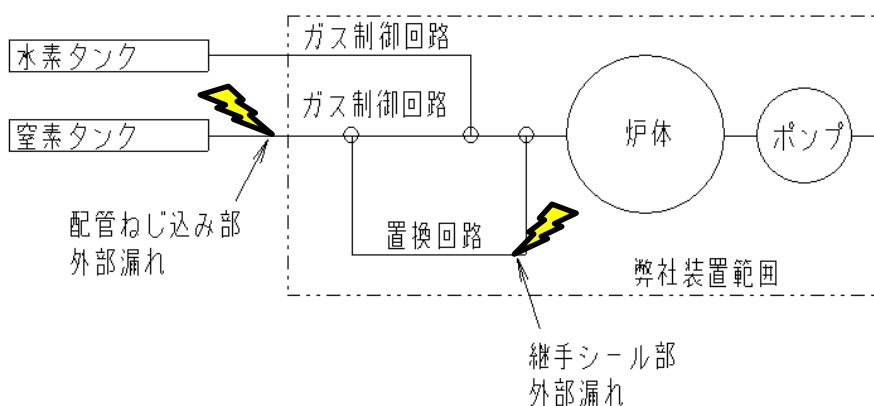 ガス制御回路
水素タンク
ガス制御回路
窒素タンク
炉体
ポンプ
配管ねじ込み部
外部漏れ
置換回路
弊社装置範囲
継手シール部
外部漏れ